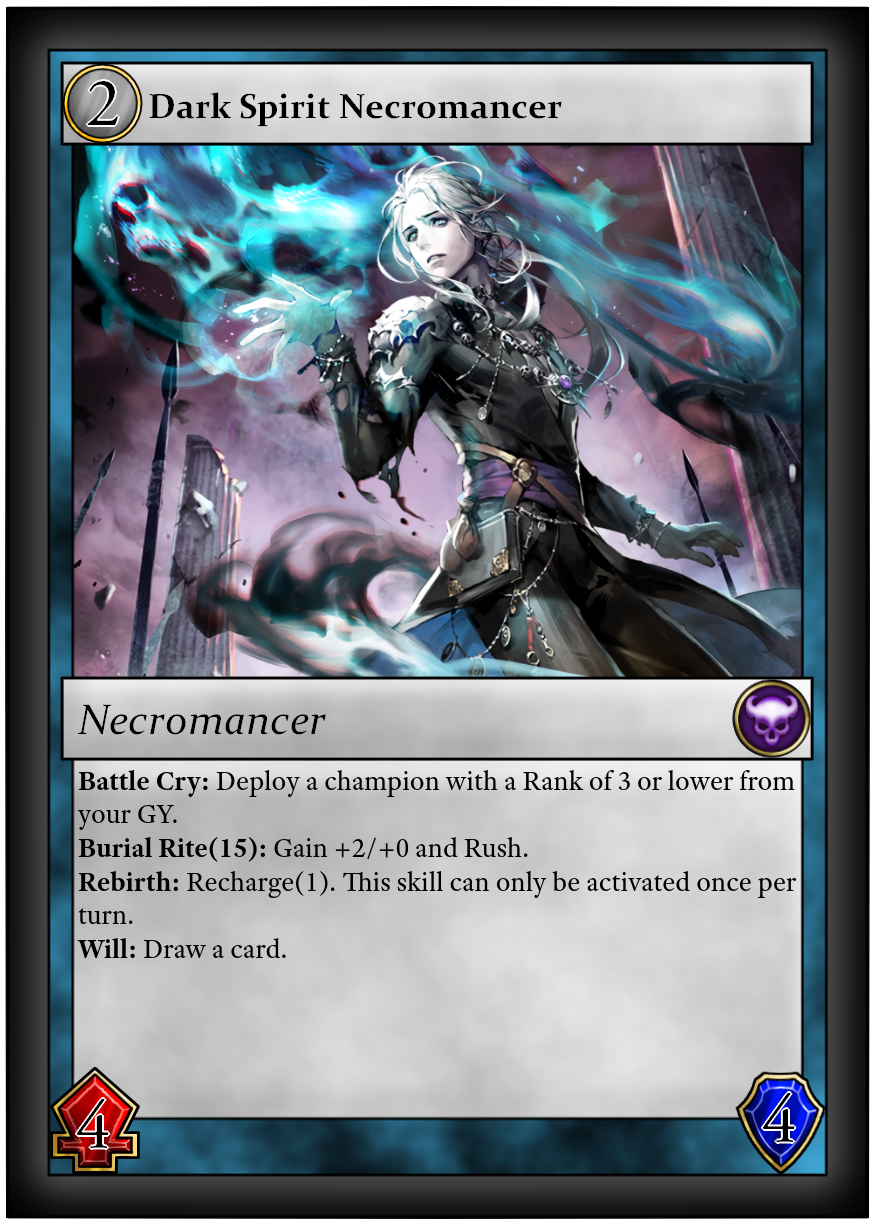 2
Dark Spirit Necromancer
Necromancer
Battle Cry: Deploy a champion with a Rank of 3 or lower from
your GY.
Burial Rite(15): Gain +2/+0 and Rush.
Rebirth: Recharge(1). This skill can only be activated once per
turn.
Will: Draw a card.
4
4